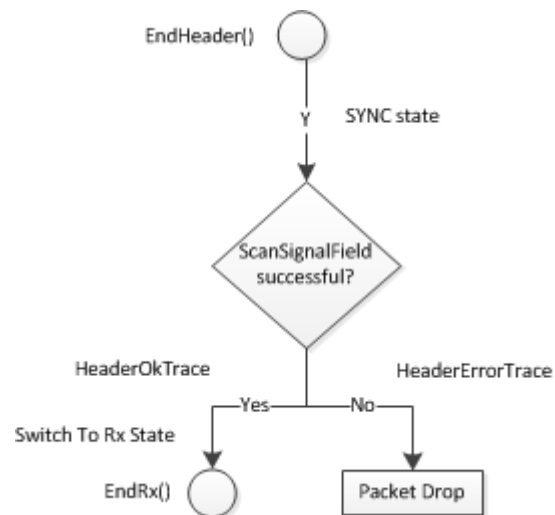 EndHeader()
Y
SYNC state
ScanSignalField
successful?
HeaderOkTrace
HeaderErrorTrace
Yes
No
Switch To Rx State
EndRx()
Packet Drop